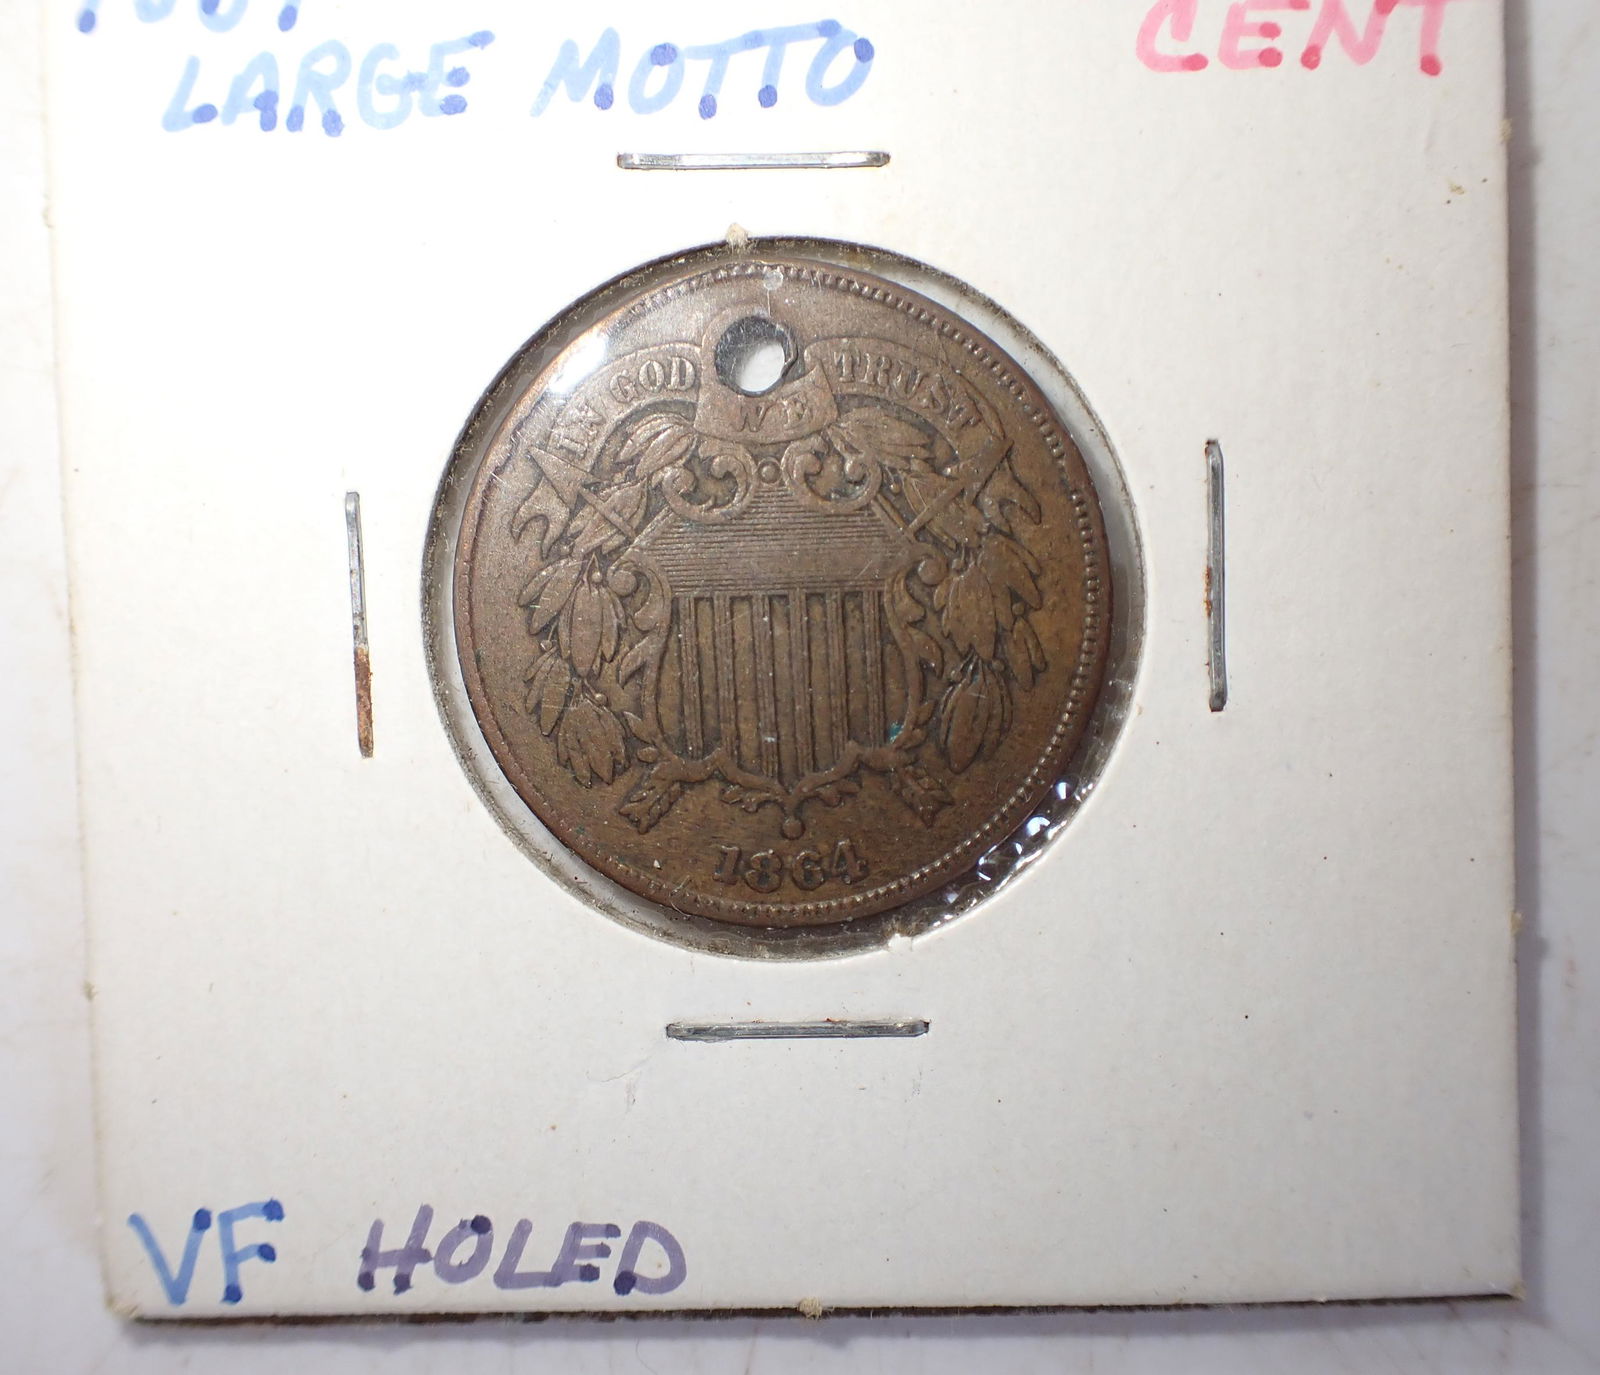 CENT
LARGE MOTTO
IN GOD WE TRUST
1864
VF HOLED